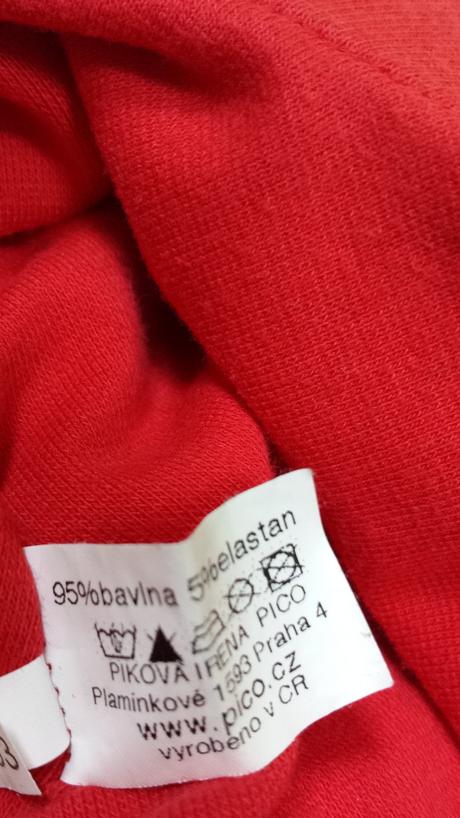 95%bavlna 5%elastan
PIKOVÁ IRENA PICO
Plamínkové 1593 Praha 4
www.pico.cz
vyrobeno v ČR